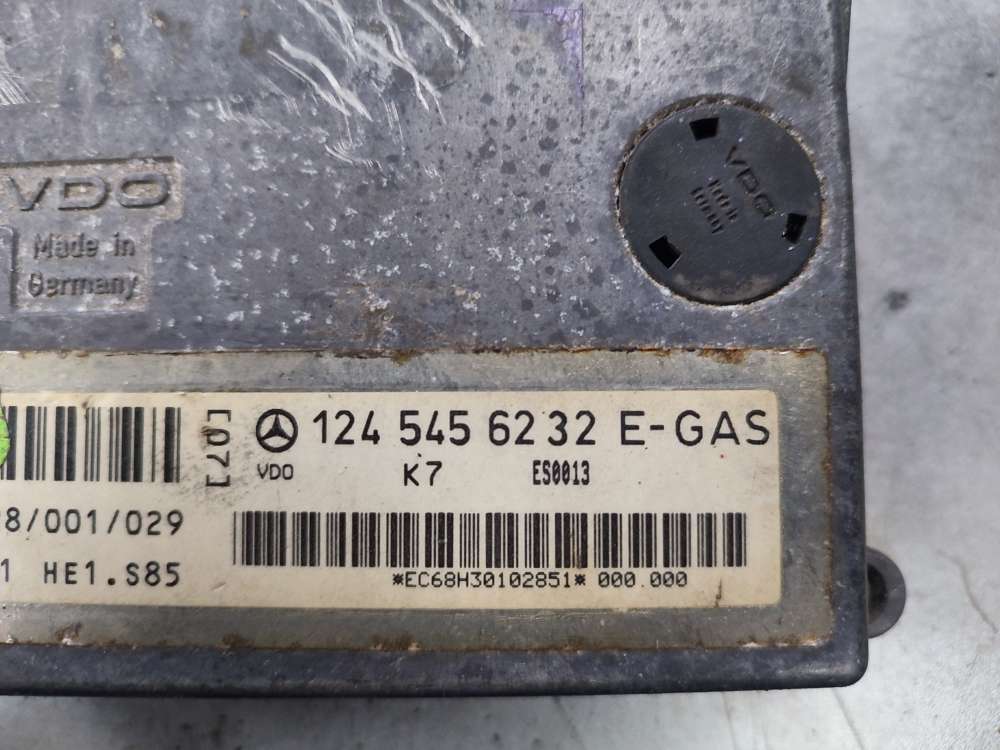 VDO
Made in
Germany
VDO
[07]
124 545 62 32 E-GAS
VDO K7 ES0013
8/001/029
1 HE1.S85
*EC68H30102851* 000.000